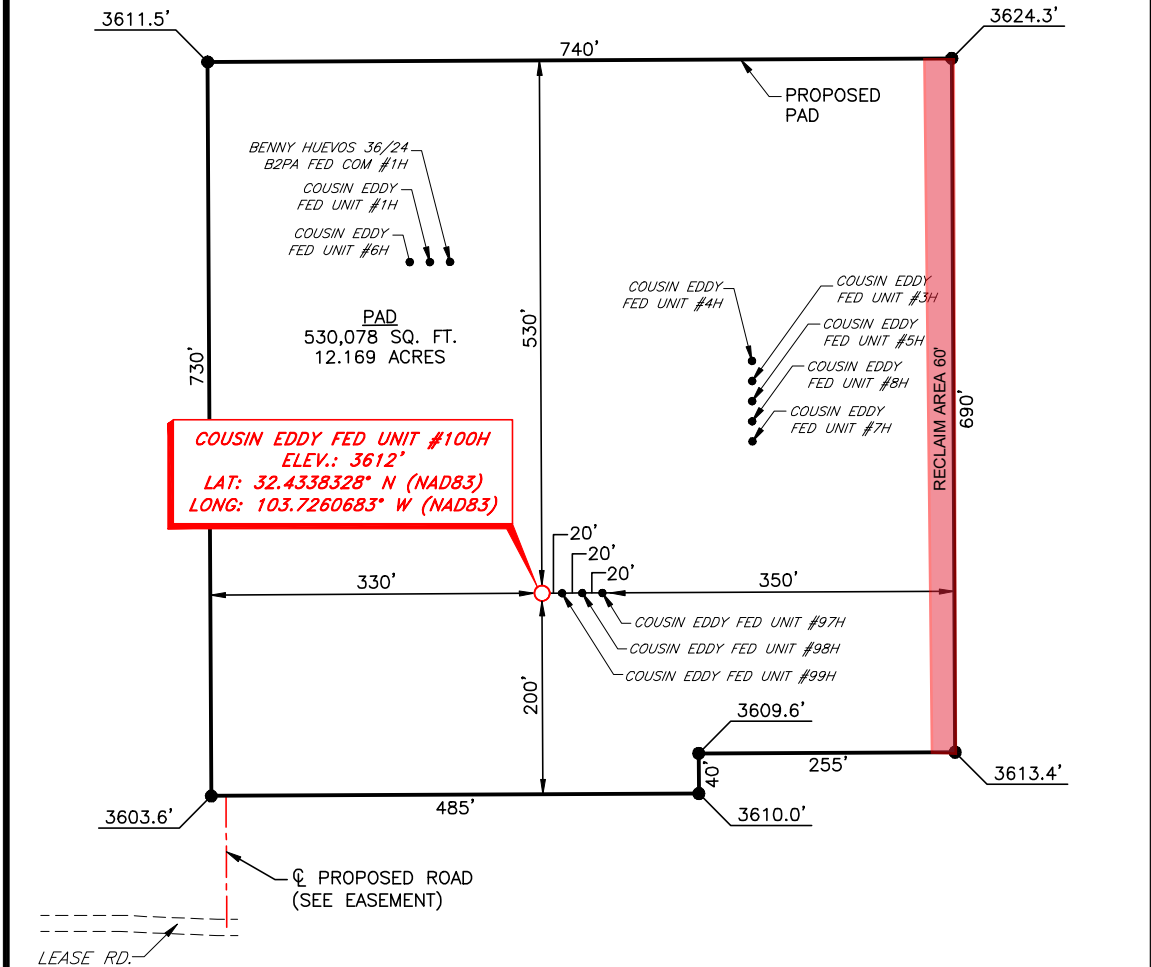 3611.5'
3624.3'
740'
PROPOSED
PAD
BENNY HUEVOS 36/24
B2PA FED COM #1H
COUSIN EDDY
FED UNIT #1H
COUSIN EDDY
FED UNIT #6H
COUSIN EDDY
FED UNIT #4H
COUSIN EDDY
FED UNIT #3H
COUSIN EDDY
FED UNIT #5H
COUSIN EDDY
FED UNIT #8H
COUSIN EDDY
FED UNIT #7H
PAD
530,078 SQ. FT.
12.169 ACRES
530'
730'
690'
RECLAIM AREA 60'
COUSIN EDDY FED UNIT #100H
ELEV.: 3612'
LAT: 32.4338328° N (NAD83)
LONG: 103.7260683° W (NAD83)
20'
20'
20'
330'
350'
COUSIN EDDY FED UNIT #97H
COUSIN EDDY FED UNIT #98H
COUSIN EDDY FED UNIT #99H
200'
3609.6'
40'
255'
3613.4'
485'
3603.6'
3610.0'
℄ PROPOSED ROAD
(SEE EASEMENT)
LEASE RD.